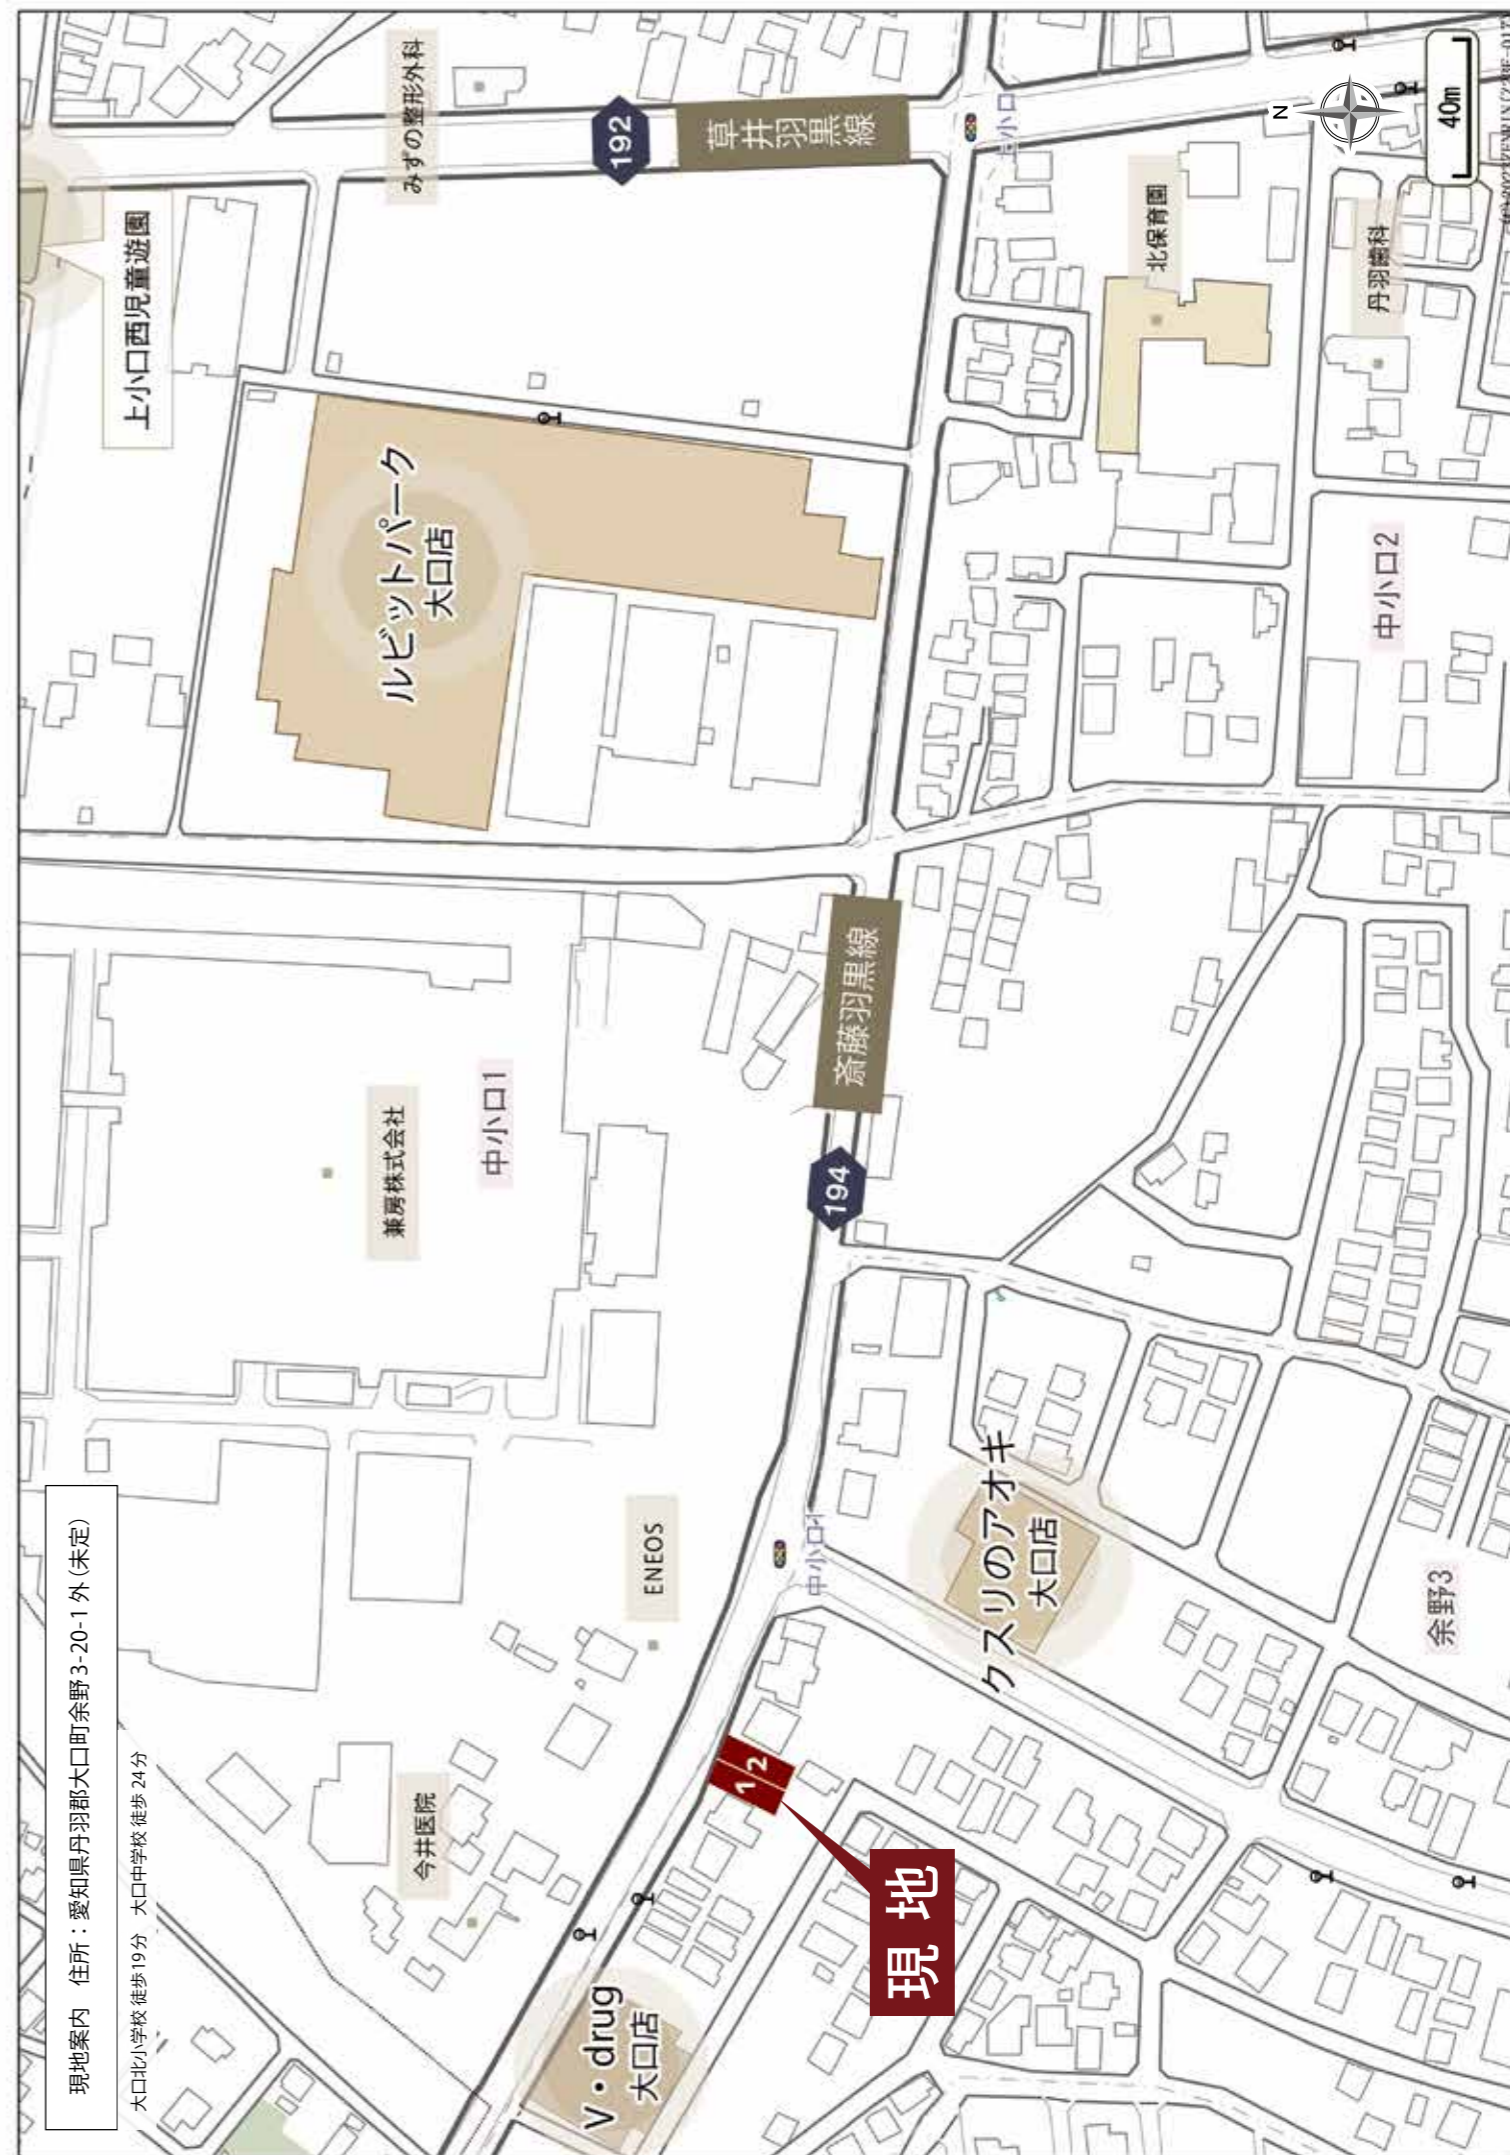 現地案内　住所：愛知県丹羽郡大口町余野3-20-1外（未定）
大口北小学校 徒歩19分　大口中学校 徒歩24分
上小口西児童遊園
みずの整形外科
192
草井羽黒線
N
40m
ルビットパーク
大口店
北保育園
丹羽歯科
中小口2
兼房株式会社
中小口1
斎藤羽黒線
194
ENEOS
中小口1
クスリのアオキ
大口店
余野3
今井医院
1
2
現地
V・drug
大口店